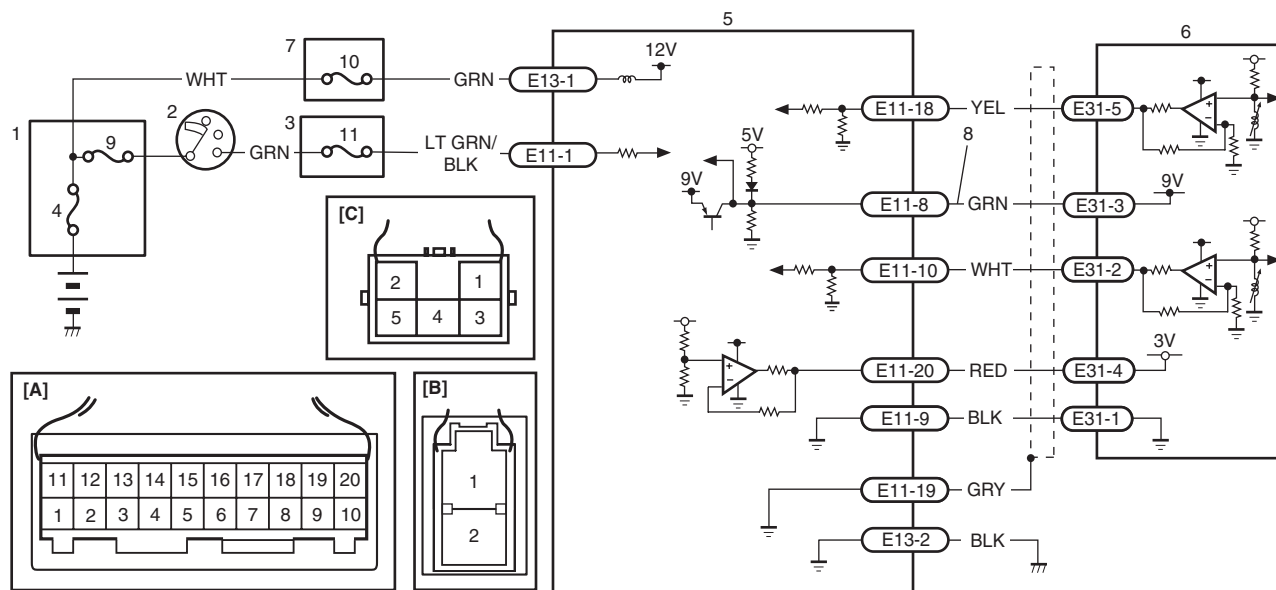 5
6
7
10
12V
WHT
GRN
E13-1
1
9
2
3
11
GRN
LT GRN/
BLK
E11-1
4
E11-18
YEL
E31-5
8
5V
9V
E11-8
GRN
E31-3
9V
E11-10
WHT
E31-2
E11-20
RED
E31-4
3V
E11-9
BLK
E31-1
E11-19
GRY
E13-2
BLK
[C]
2
1
5
4
3
[A]
11 12 13 14 15 16 17 18 19 20
1 2 3 4 5 6 7 8 9 10
[B]
1
2